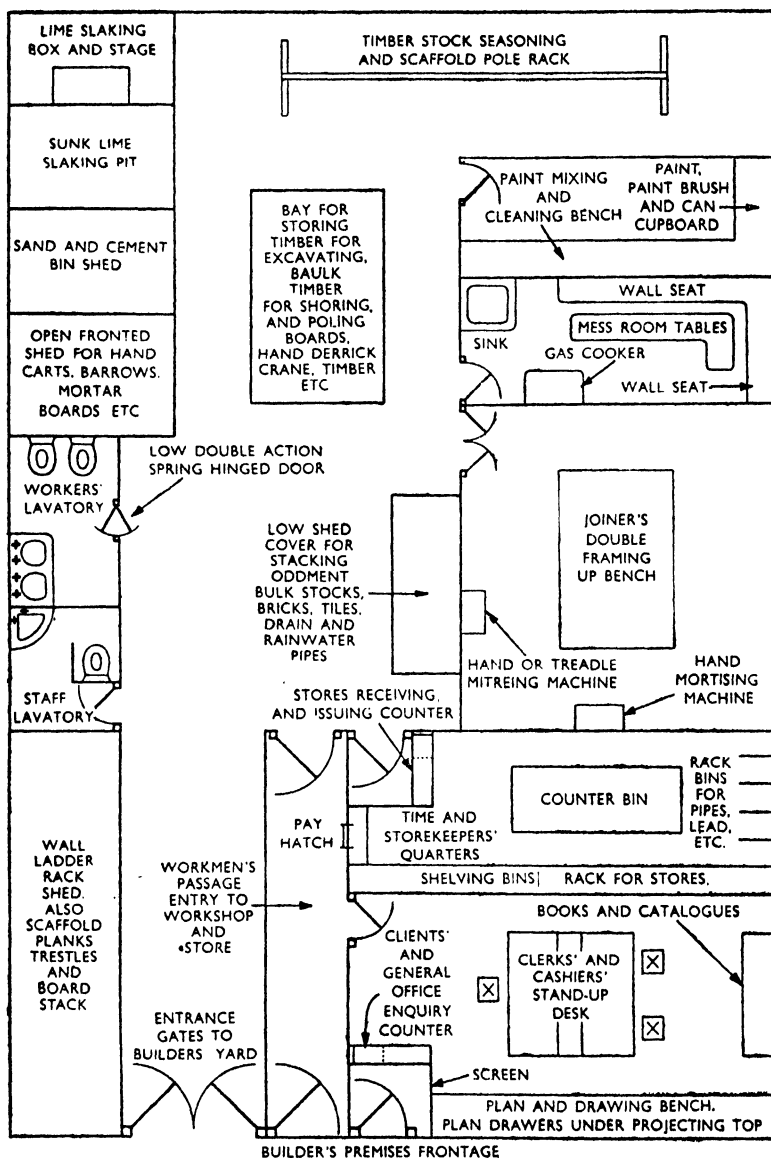 LIME SLAKING
BOX AND STAGE
TIMBER STOCK SEASONING
AND SCAFFOLD POLE RACK
SUNK LIME
SLAKING PIT
SAND AND CEMENT
BIN SHED
OPEN FRONTED
SHED FOR HAND
CARTS, BARROWS,
MORTAR
BOARDS ETC
BAY FOR
STORING
TIMBER FOR
EXCAVATING,
BAULK
TIMBER
FOR SHORING,
AND POLING
BOARDS,
HAND DERRICK
CRANE, TIMBER
ETC
PAINT MIXING
AND
CLEANING BENCH
PAINT,
PAINT BRUSH
AND CAN
CUPBOARD
WALL SEAT
MESS ROOM TABLES
SINK
GAS COOKER
WALL SEAT
LOW DOUBLE ACTION
SPRING HINGED DOOR
WORKERS'
LAVATORY
LOW SHED
COVER FOR
STACKING
ODDMENT
BULK STOCKS,
BRICKS, TILES,
DRAIN AND
RAINWATER
PIPES
JOINER'S
DOUBLE
FRAMING
UP BENCH
HAND OR TREADLE
MITREING MACHINE
HAND
MORTISING
MACHINE
STAFF
LAVATORY
STORES RECEIVING,
AND ISSUING COUNTER
PAY
HATCH
TIME AND
STOREKEEPERS'
QUARTERS
COUNTER BIN
RACK
BINS
FOR
PIPES,
LEAD,
ETC.
SHELVING BINS
RACK FOR STORES.
WALL
LADDER
RACK
SHED.
ALSO
SCAFFOLD
PLANKS
TRESTLES
AND
BOARD
STACK
WORKMEN'S
PASSAGE
ENTRY TO
WORKSHOP
AND
STORE
BOOKS AND CATALOGUES
CLIENTS'
AND
GENERAL
OFFICE
ENQUIRY
COUNTER
CLERKS' AND
CASHIERS'
STAND-UP
DESK
ENTRANCE
GATES TO
BUILDERS YARD
SCREEN
PLAN AND DRAWING BENCH.
PLAN DRAWERS UNDER PROJECTING TOP
BUILDER'S PREMISES FRONTAGE